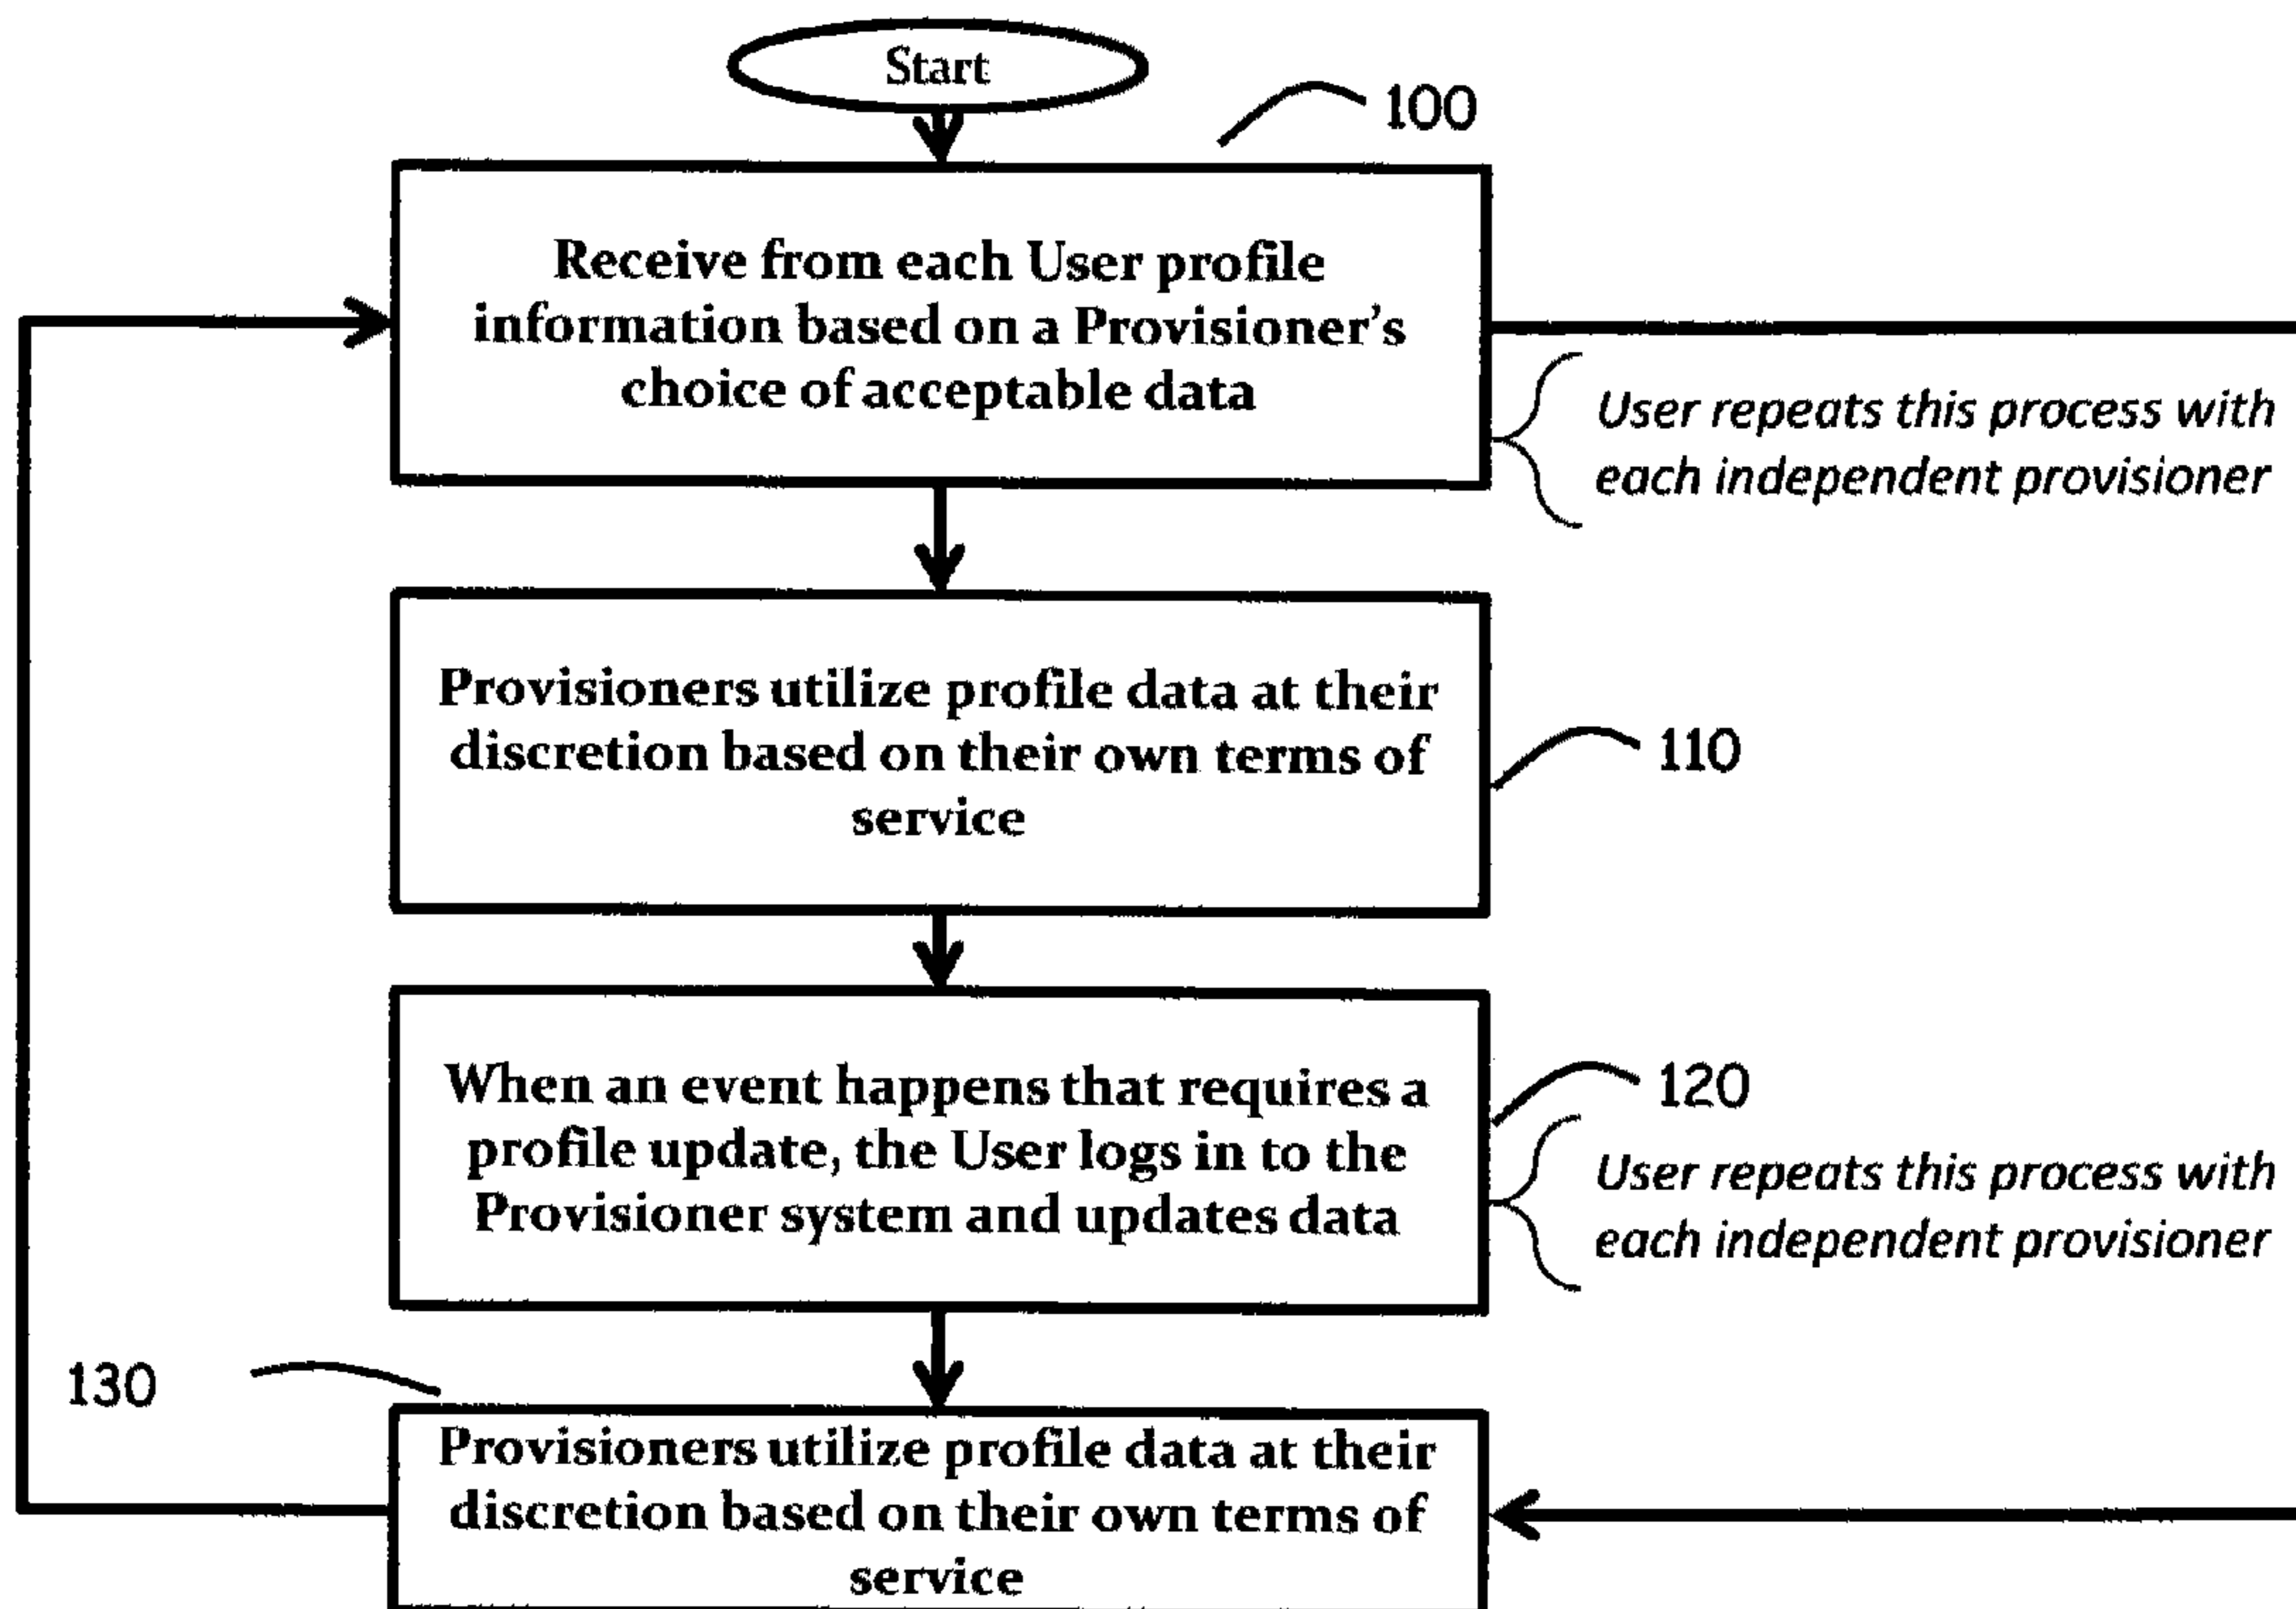 Start
100
Receive from each User profile
information based on a Provisioner's
choice of acceptable data
User repeats this process with
each independent provisioner
Provisioners utilize profile data at their
discretion based on their own terms of
service
110
When an event happens that requires a
profile update, the User logs in to the
Provisioner system and updates data
120
User repeats this process with
each independent provisioner
130
Provisioners utilize profile data at their
discretion based on their own terms of
service